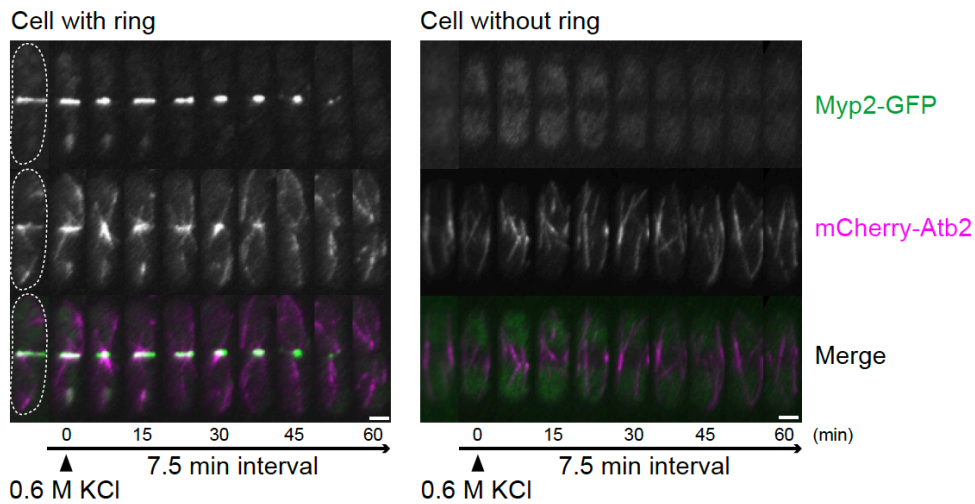 Cell with ring
Cell without ring
Myp2-GFP
mCherry-Atb2
Merge
0 15 30 45 60
0 15 30 45 60 (min)
7.5 min interval
7.5 min interval
0.6 M KCl
0.6 M KCl